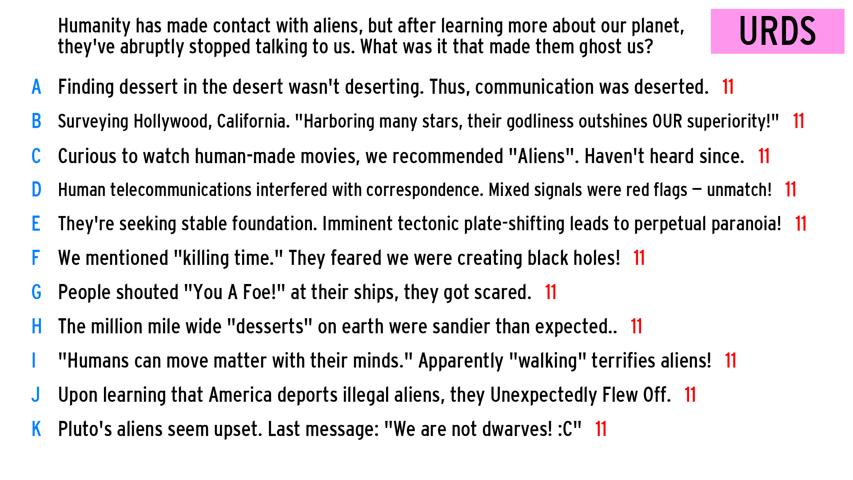 Humanity has made contact with aliens, but after learning more about our planet,
they've abruptly stopped talking to us. What was it that made them ghost us?
URDS
A Finding dessert in the desert wasn't deserting. Thus, communication was deserted. 11
B Surveying Hollywood, California. "Harboring many stars, their godliness outshines OUR superiority!" 11
C Curious to watch human-made movies, we recommended "Aliens". Haven't heard since. 11
D Human telecommunications interfered with correspondence. Mixed signals were red flags – unmatch! 11
E They're seeking stable foundation. Imminent tectonic plate-shifting leads to perpetual paranoia! 11
F We mentioned "killing time." They feared we were creating black holes! 11
G People shouted "You A Foe!" at their ships, they got scared. 11
H The million mile wide "desserts" on earth were sandier than expected.. 11
I "Humans can move matter with their minds." Apparently "walking" terrifies aliens! 11
J Upon learning that America deports illegal aliens, they Unexpectedly Flew Off. 11
K Pluto's aliens seem upset. Last message: "We are not dwarves! :C" 11